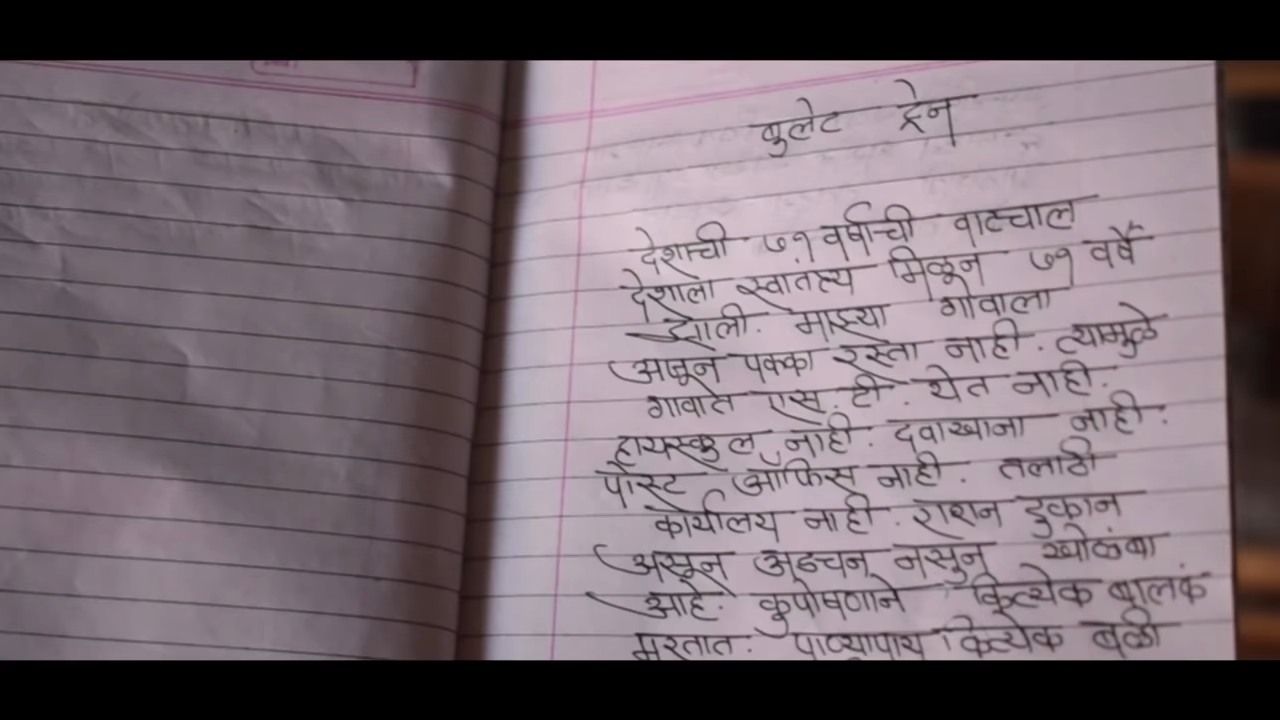 बुलेट ट्रेन
देशाची ७१ वर्षाची वाटचाल
देशाला स्वातंत्र्य मिळून ७१ वर्षे
झाली. माझ्या गावाला
अजून पक्का रस्ता नाही. त्यामुळे
गावात एस. टी. येत नाही.
हायस्कुल नाही. दवाखाना नाही.
पोस्ट ऑफिस नाही. तलाठी
कार्यालय नाही. राशन दुकान
असून अडचन नसुन खोळंबा
आहे. कुपोषणाने कित्येक बालकं
मरतात. पाण्यापायी कित्येक बळी